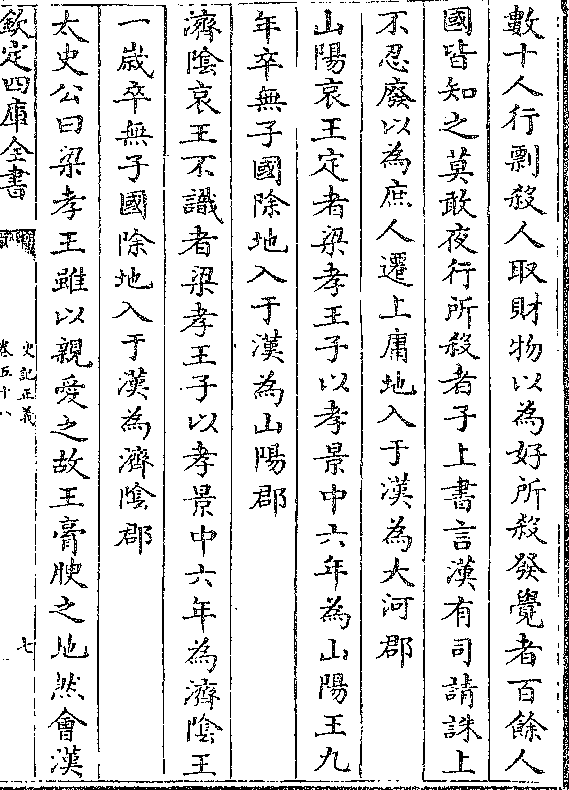 數十人行剽殺人取財物以為好所殺發覺者百餘人
國皆知之莫敢夜行所殺者子上書言漢有司請誅上
不忍廢以為庶人遷上庸地入于漢為大河郡
山陽哀王定者梁孝王子以孝景中六年為山陽王九
年卒無子國除地入于漢為山陽郡
濟陰哀王不識者梁孝王子以孝景中六年為濟陰王
一歲卒無子國除地入于漢為濟陰郡
太史公曰梁孝王雖以親愛之故王膏腴之地然會漢
欽定四庫全書
史記正義
卷五十八
七